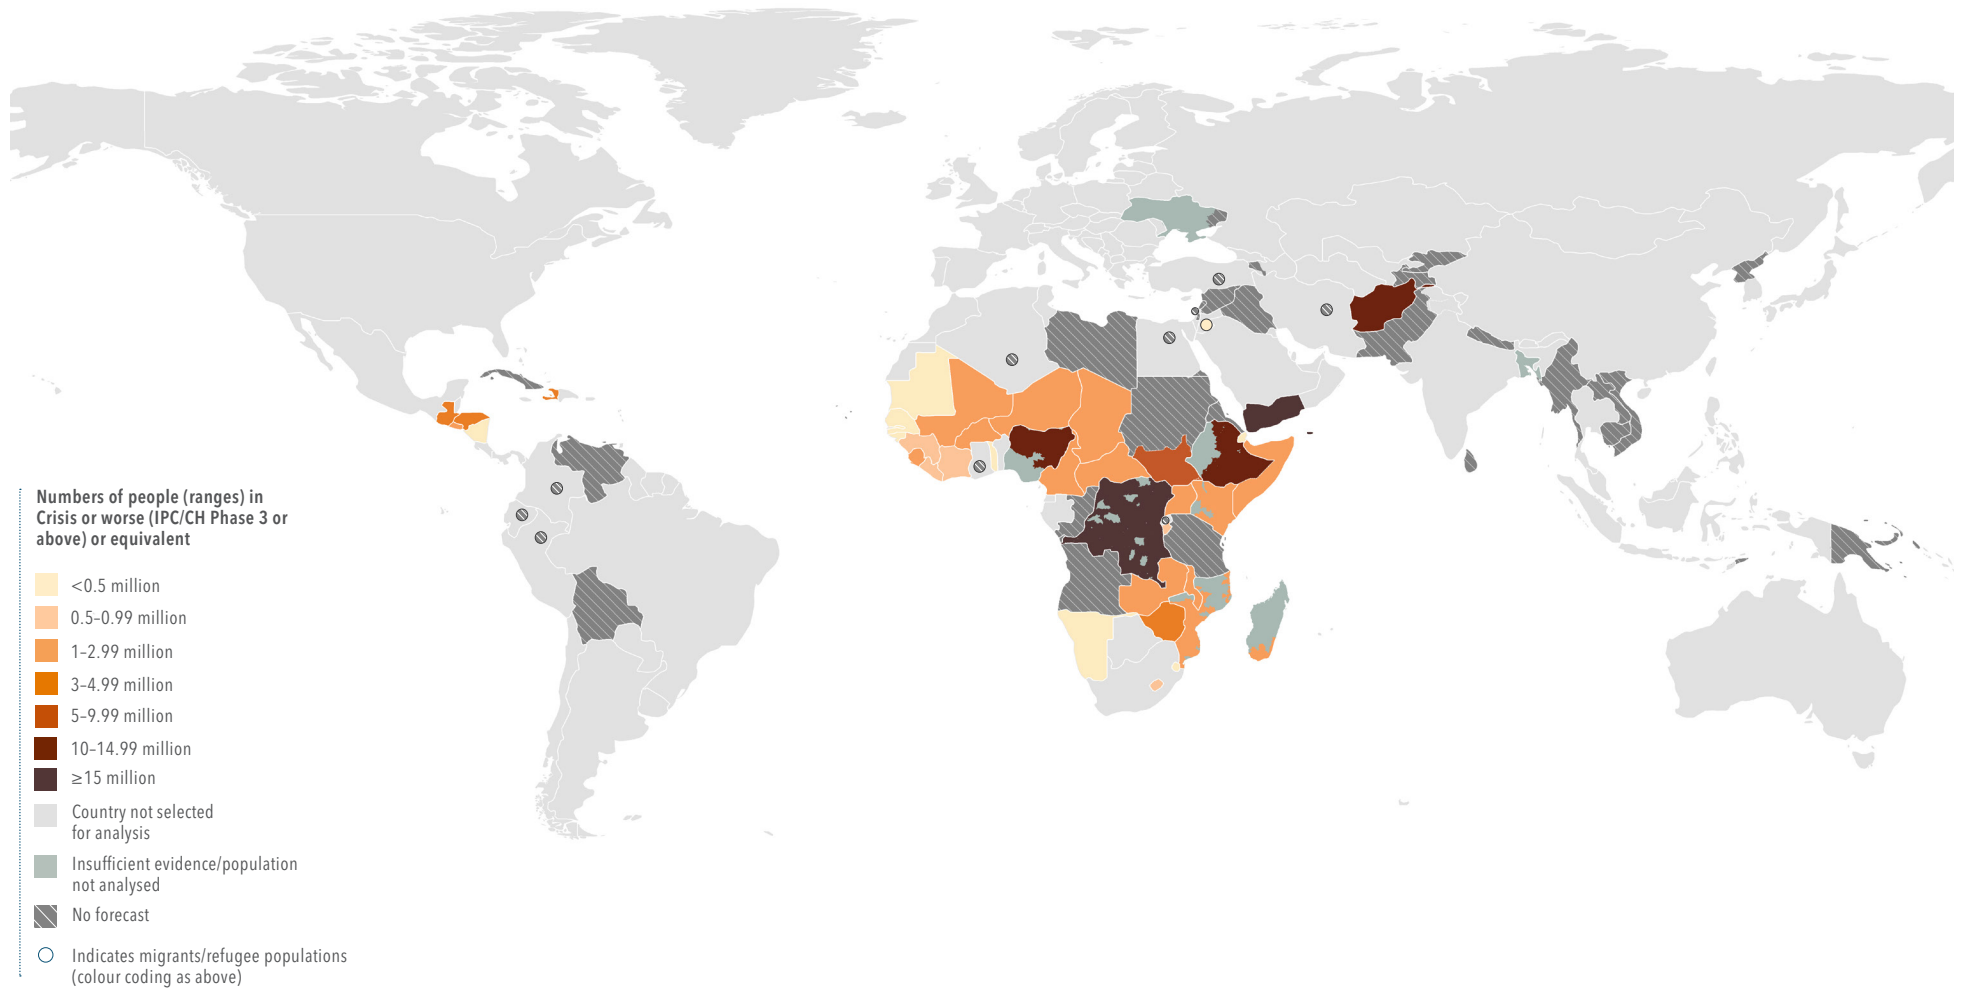 Numbers of people (ranges) in
Crisis or worse (IPC/CH Phase 3 or
above) or equivalent
<0.5 million
0.5–0.99 million
1–2.99 million
3–4.99 million
5–9.99 million
10–14.99 million
≥15 million
Country not selected
for analysis
Insufficient evidence/population
not analysed
No forecast
Indicates migrants/refugee populations
(colour coding as above)